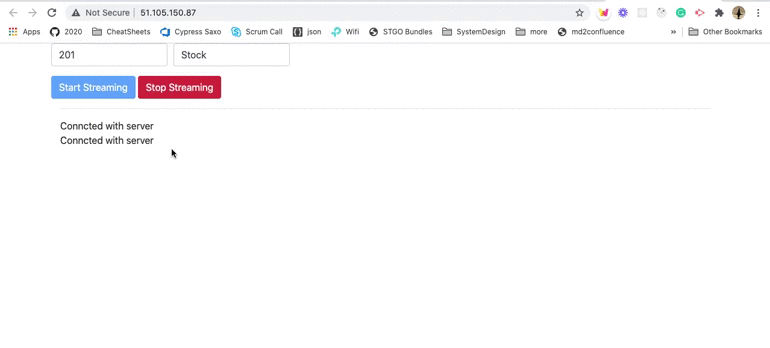 Not Secure | 51.105.150.87
Apps 2020 CheatSheets Cypress Saxo Scrum Call json Wifi STGO Bundles SystemDesign more md2confluence » Other Bookmarks
201 Stock
Start Streaming Stop Streaming
Conncted with server
Conncted with server